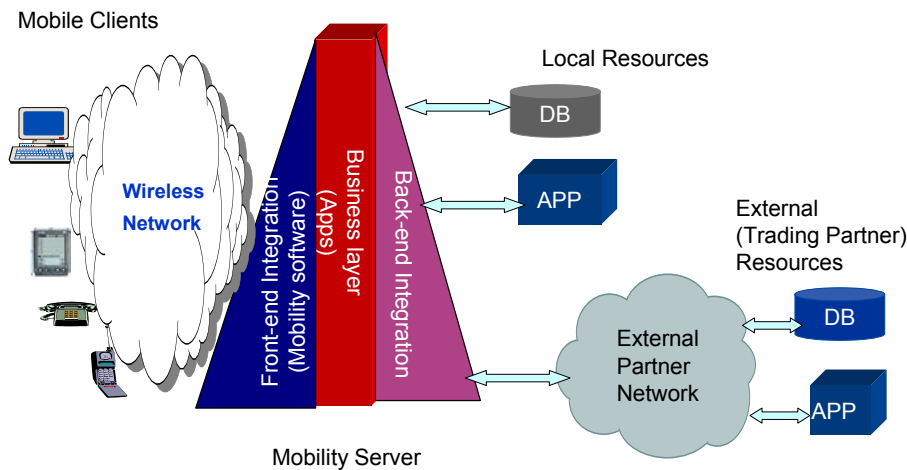 Mobile Clients
Wireless
Network
Front-end Integration
(Mobility software)
Business layer
(Apps)
Back-end Integration
Mobility Server
Local Resources
DB
APP
External
Partner
Network
External
(Trading Partner)
Resources
DB
APP